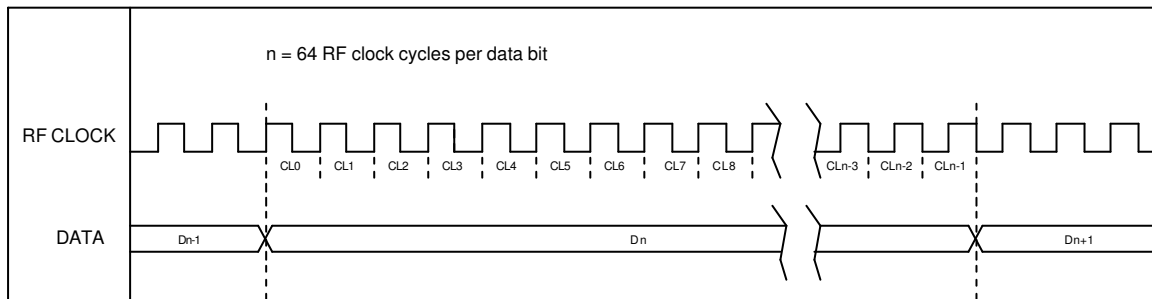 n = 64 RF clock cycles per data bit
RF CLOCK
CL0 CL1 CL2 CL3 CL4 CL5 CL6 CL7 CL8 CLn-3 CLn-2 CLn-1
DATA Dn-1 Dn Dn+1